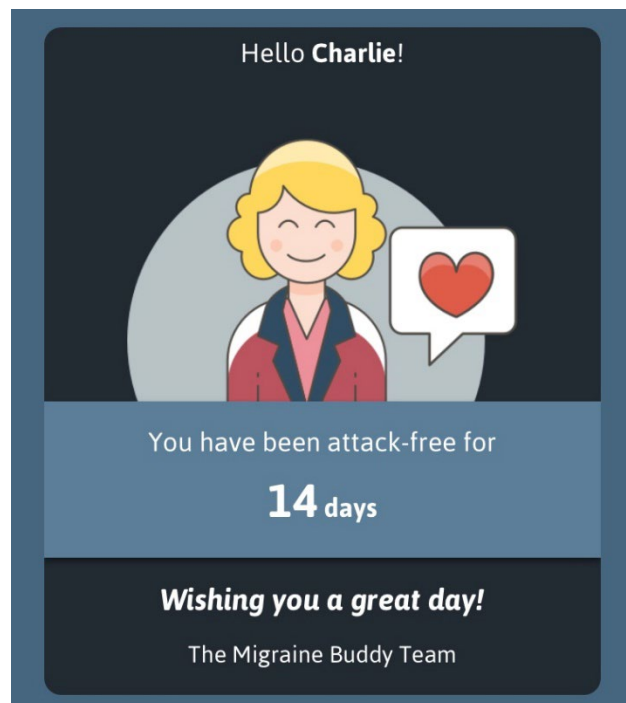 Hello Charlie!
You have been attack-free for
14 days
Wishing you a great day!
The Migraine Buddy Team